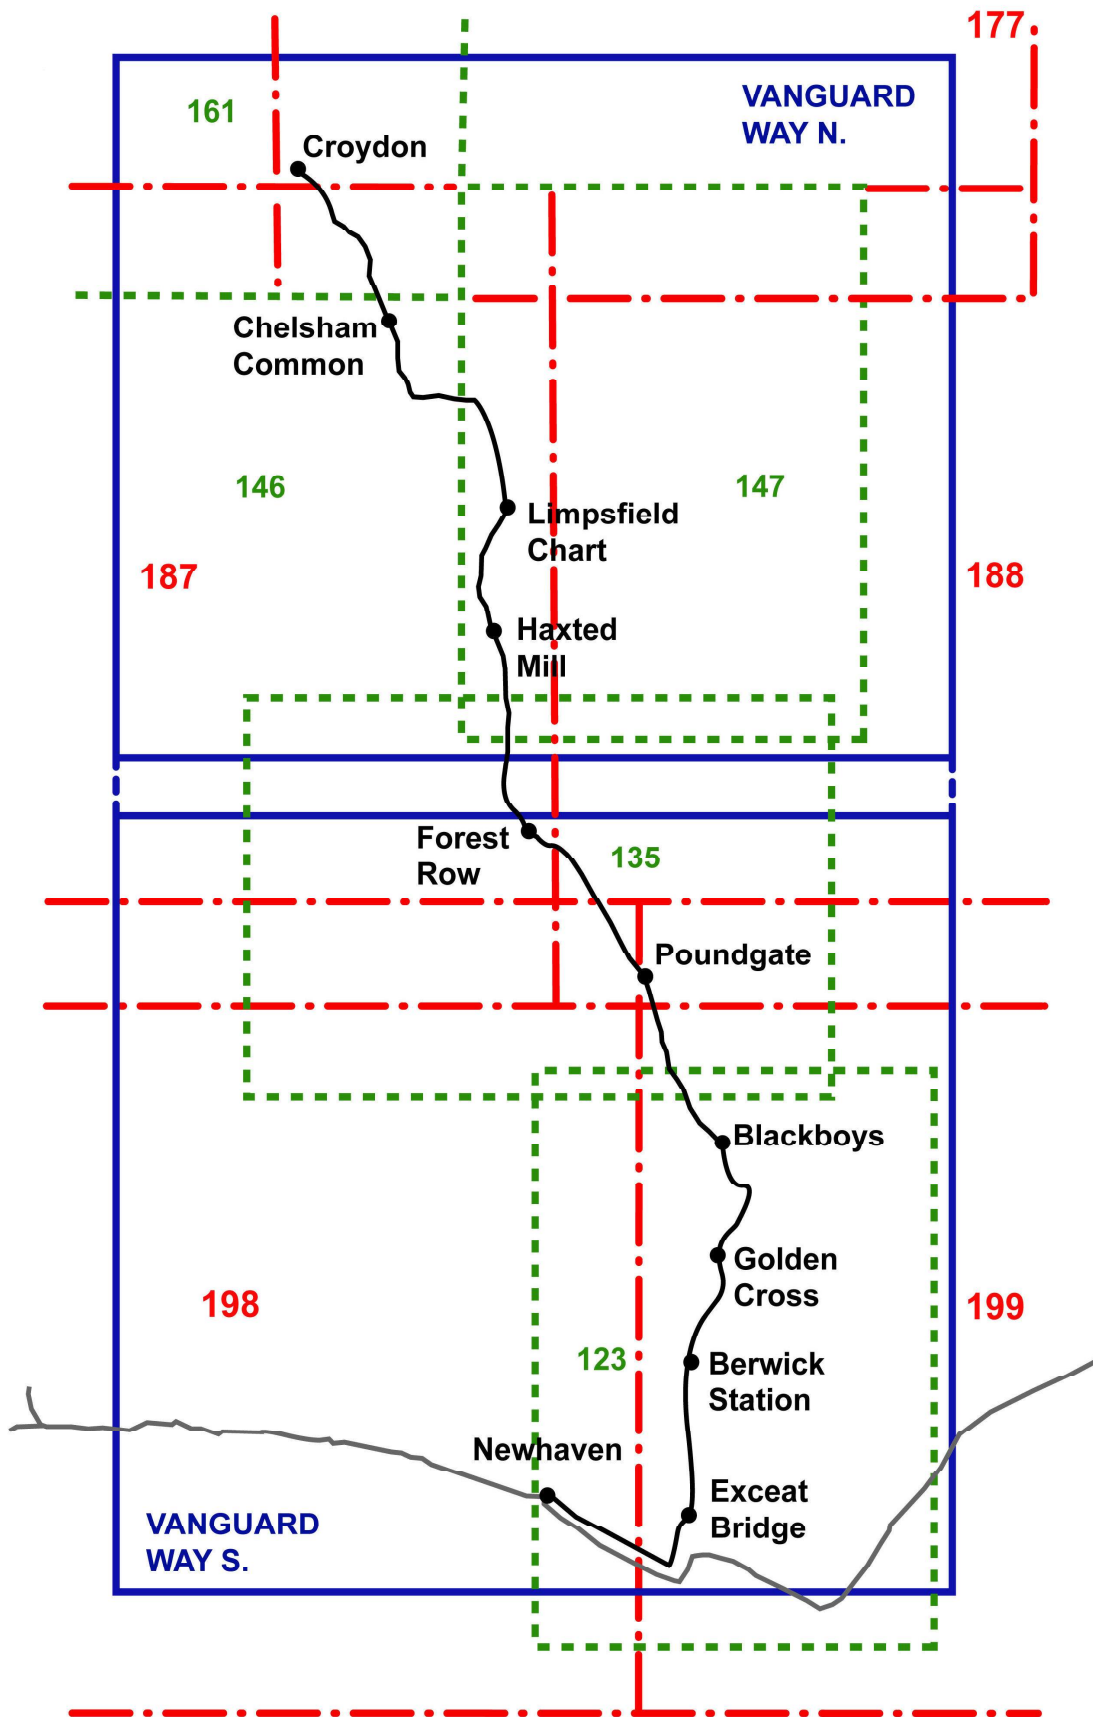 177
VANGUARD
WAY N.
161
Croydon
Chelsham
Common
146
147
Limpsfield
Chart
187
188
Haxted
Mill
Forest
Row
135
Poundgate
Blackboys
Golden
Cross
198
199
123
Berwick
Station
Newhaven
Exceat
Bridge
VANGUARD
WAY S.